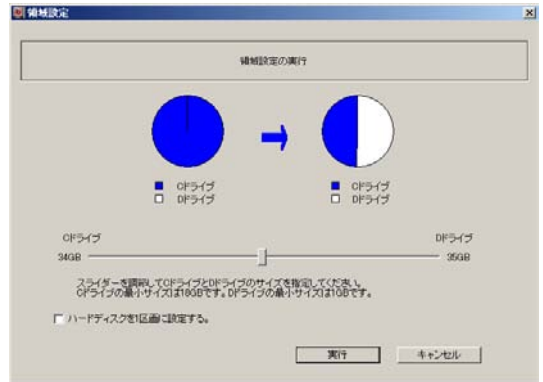 領域設定
領域設定の実行
Cドライブ
Dドライブ
Cドライブ
Dドライブ
Cドライブ
Dドライブ
34GB
35GB
スライダーを調節してCドライブとDドライブのサイズを指定してください。
Cドライブの最小サイズは18GBです。Dドライブの最小サイズは1GBです。
ハードディスクを1区画に設定する。
実行
キャンセル